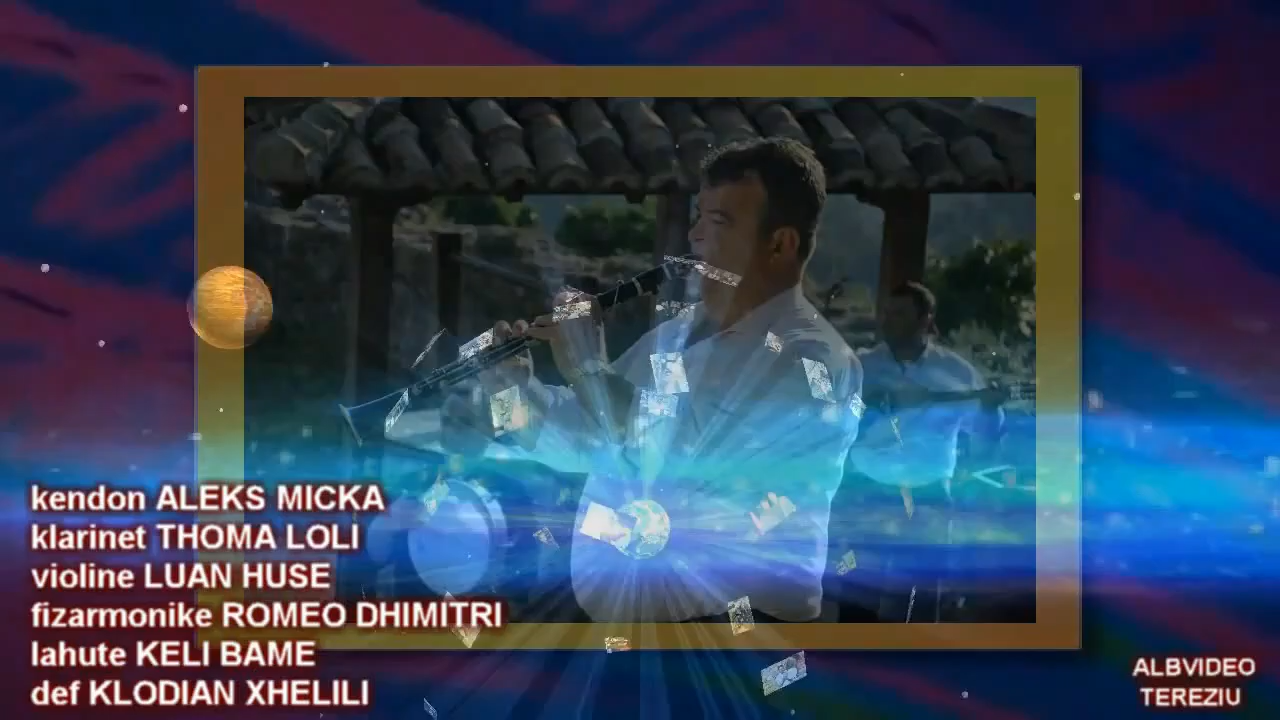 kendon ALEKS MICKA
klarinet THOMA LOLI
violine LUAN HUSE
fizarmonike ROMEO DHIMITRI
lahute KELI BAME
def KLODIAN XHELILI
ALBVIDEO
TEREZIU